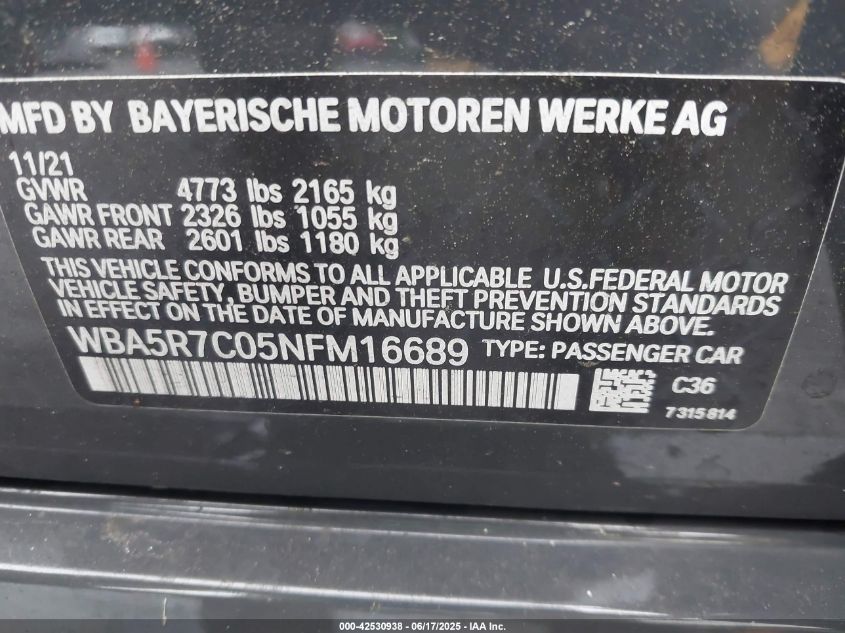 MFD BY BAYERISCHE MOTOREN WERKE AG
11/21
GVWR 4773 lbs 2165 kg
GAWR FRONT 2326 lbs 1055 kg
GAWR REAR 2601 lbs 1180 kg
THIS VEHICLE CONFORMS TO ALL APPLICABLE U.S.FEDERAL MOTOR
VEHICLE SAFETY, BUMPER AND THEFT PREVENTION STANDARDS
IN EFFECT ON THE DATE OF MANUFACTURE SHOWN ABOVE.
WBA5R7C05NFM16689 TYPE: PASSENGER CAR
C36
7315814
000-42530938 - 06/17/2025 - IAA Inc.